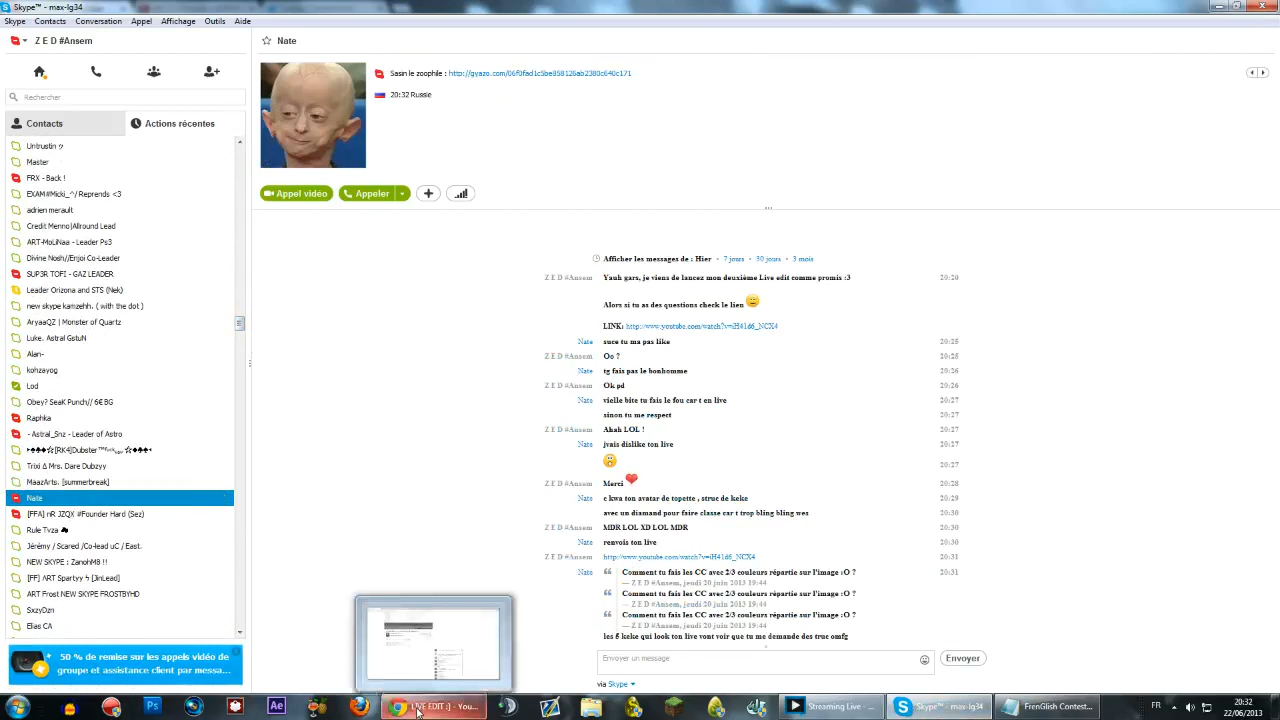 Skype™ - max-lg34
Skype Contacts Conversation Appel Affichage Outils Aide
Z E D #Ansem
Rechercher
Contacts
Actions récentes
Untrustin
Master
FRX - Back !
EXAM#Micki_^/ Reprends <3
adrien merault
Credit Menno|Allround Lead
ART-MoLiNaa - Leader Ps3
Divine Nosh//Enjoi Co-Leader
SUP3R TOTI - GAZ LEADER
Leader Orizona and STS (Nek)
new skype kamzehh. ( with the dot )
AryaaQZ | Monster of Quartz
Luke. Astral GtotN
Alan-
kohzayog
Lod
Obey? SeaK Punch// 6€ BG
Raphka
- Astral_Snz - Leader of Astro
Trixi Δ Mrs. Dare Dubzyy
MaazArts. [summerbreak]
Nate
[FFA] nR JZQX #Founder Hard (Sez)
Rule Tvza
Jérémy / Scared /Co-lead uC / East.
NEW SKYPE : ZanohM8 !!
[FF] ART Spartyy ϟ [JinLead]
ART Frost NEW SKYPE FROSTBYHD
SxzyDzn
Elias Cul
50 % de remise sur les appels vidéo de
groupe et assistance client par messa...
Nate
Sasin le zoophile : http://gyazo.com/06f0fad1c5be858126ab2380c640c171
20:32 Russie
Appel vidéo
Appeler
Afficher les messages de : Hier • 7 jours • 30 jours • 3 mois
Z E D #Ansem Yauh gars, je viens de lancez mon deuxième Live edit comme promis :3 20:20
Alors si tu as des questions check le lien
LINK: http://www.youtube.com/watch?v=iH41d6_NCX4
Nate suce tu ma pas like 20:25
Z E D #Ansem Oo ? 20:25
Nate tg fais pas le bonhomme 20:26
Z E D #Ansem Ok pd 20:26
Nate vielle bite tu fais le fou car t en live 20:27
sinon tu me respect 20:27
Z E D #Ansem Ahah LOL ! 20:27
Nate jvais dislike ton live 20:27
20:27
Z E D #Ansem Merci 20:28
Nate c kwa ton avatar de topette , struc de keke 20:29
avec un diamand pour faire classe car t trop bling bling wes 20:30
Z E D #Ansem MDR LOL XD LOL MDR 20:30
Nate renvois ton live 20:30
Z E D #Ansem http://www.youtube.com/watch?v=iH41d6_NCX4 20:31
Nate Comment tu fais les CC avec 2/3 couleurs répartie sur l'image :O ? 20:31
— Z E D #Ansem, jeudi 20 juin 2013 19:44
Comment tu fais les CC avec 2/3 couleurs répartie sur l'image :O ?
— Z E D #Ansem, jeudi 20 juin 2013 19:44
Comment tu fais les CC avec 2/3 couleurs répartie sur l'image :O ?
— Z E D #Ansem, jeudi 20 juin 2013 19:44
les 8 keke qui look ton live vont voir que tu me demande des truc omfg
Envoyer un message
Envoyer
via Skype
Ps
Ae
LIVE EDIT :] - You...
Streaming Live - ...
Skype™ - max-lg34
FrenGlish Contest...
FR
20:32
22/06/2013